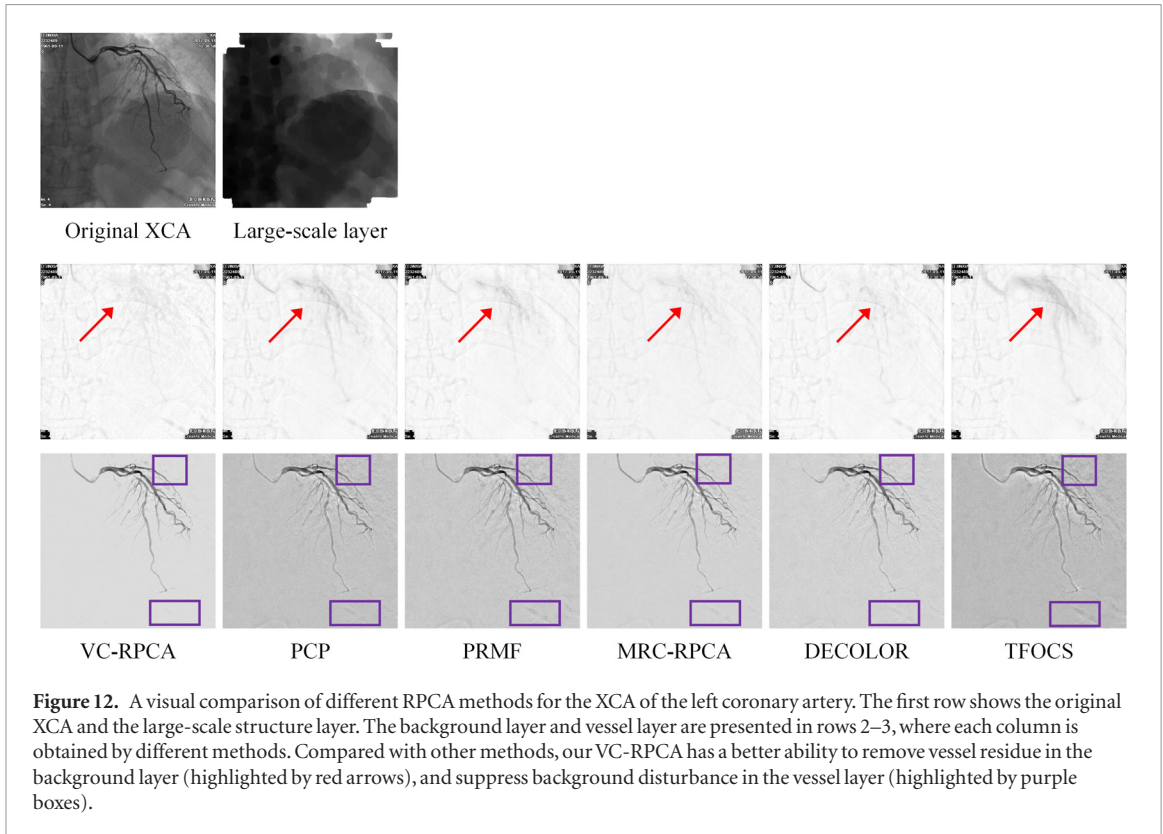 Original XCA
Large-scale layer
VC-RPCA
PCP
PRMF
MRC-RPCA
DECOLOR
TFOCS
Figure 12. A visual comparison of different RPCA methods for the XCA of the left coronary artery. The first row shows the original
XCA and the large-scale structure layer. The background layer and vessel layer are presented in rows 2–3, where each column is
obtained by different methods. Compared with other methods, our VC-RPCA has a better ability to remove vessel residue in the
background layer (highlighted by red arrows), and suppress background disturbance in the vessel layer (highlighted by purple
boxes).